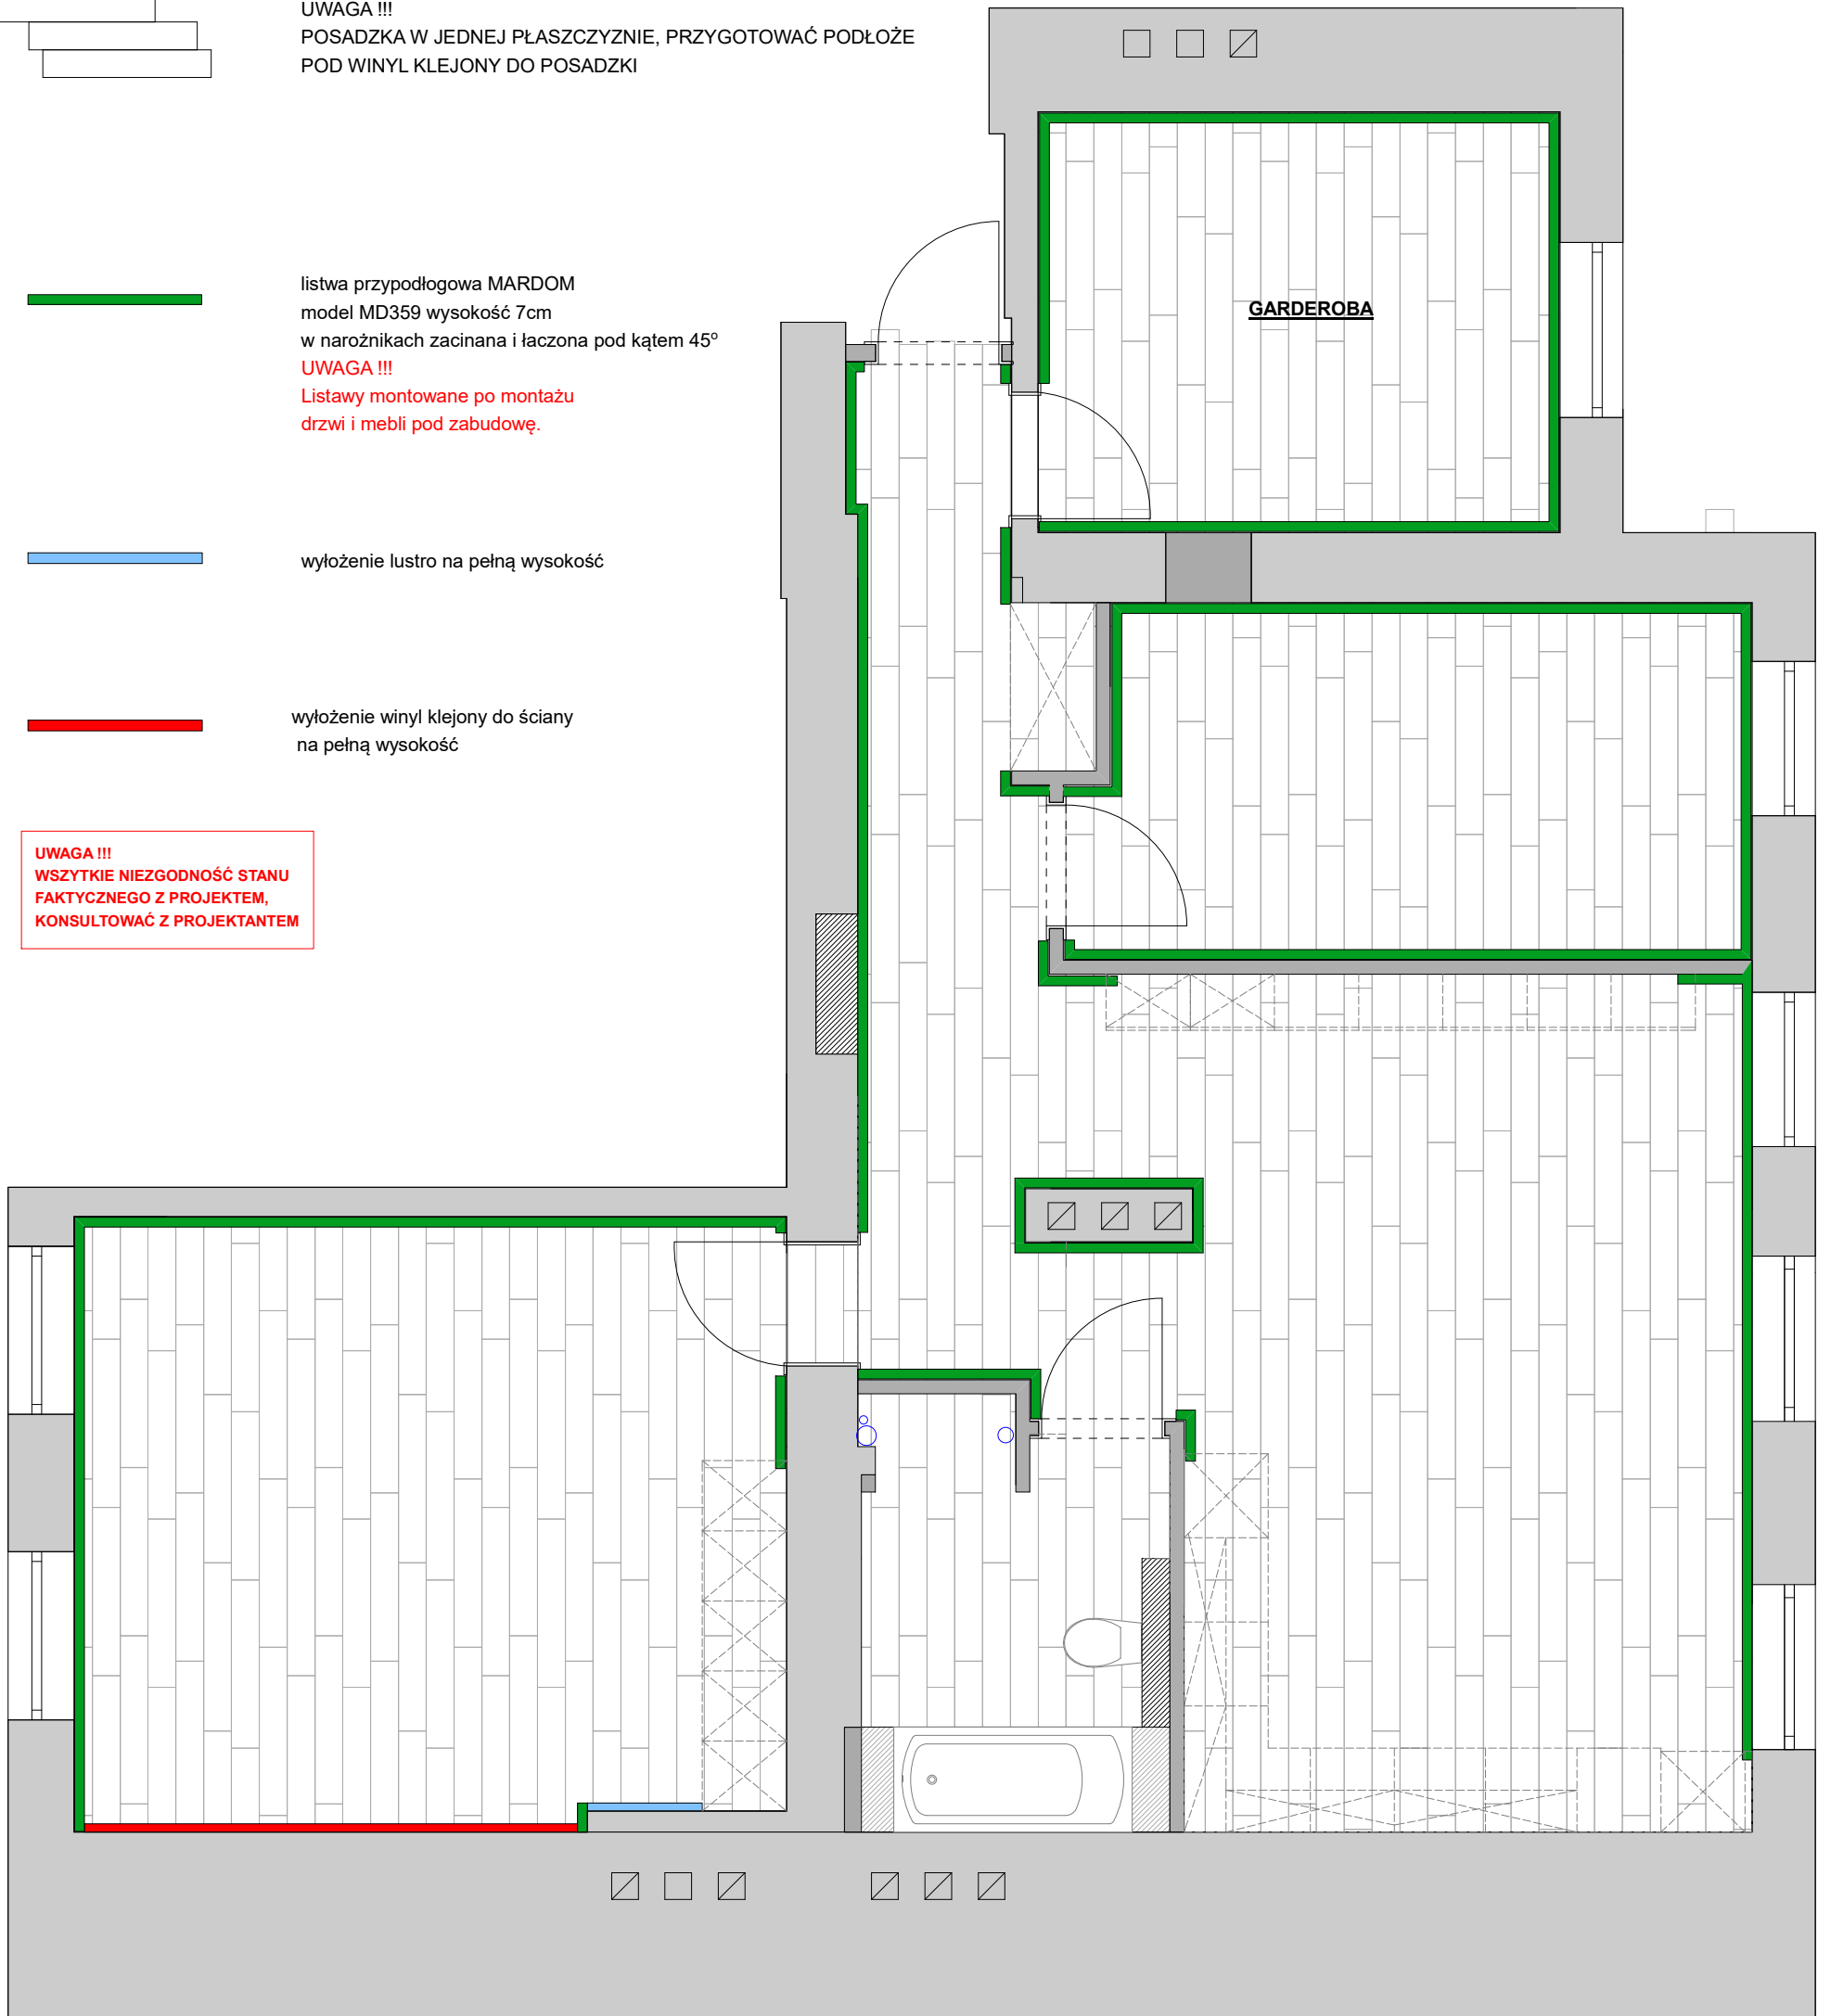 UWAGA !!!
POSADZKA W JEDNEJ PŁASZCZYZNIE, PRZYGOTOWAĆ PODŁOŻE
POD WINYL KLEJONY DO POSADZKI
listwa przypodłogowa MARDOM
model MD359 wysokość 7cm
w narożnikach zacinana i łaczona pod kątem 45º
UWAGA !!!
Listawy montowane po montażu
drzwi i mebli pod zabudowę.
GARDEROBA
wyłożenie lustro na pełną wysokość
wyłożenie winyl klejony do ściany
na pełną wysokość
UWAGA !!!
WSZYTKIE NIEZGODNOŚĆ STANU
FAKTYCZNEGO Z PROJEKTEM,
KONSULTOWAĆ Z PROJEKTANTEM